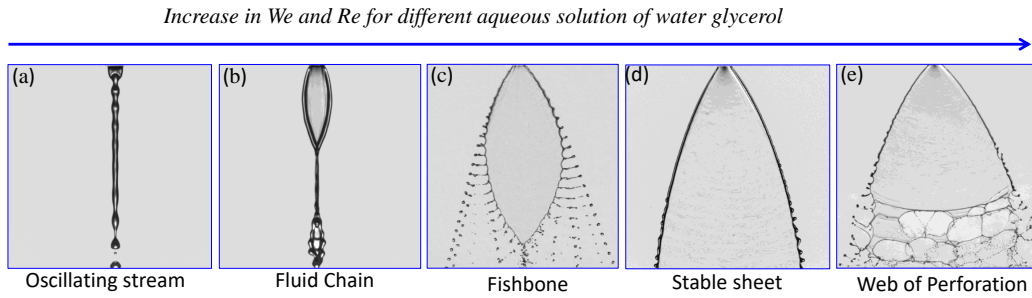 Increase in We and Re for different aqueous solution of water glycerol
(a)
(b)
(c)
(d)
(e)
Oscillating stream
Fluid Chain
Fishbone
Stable sheet
Web of Perforation